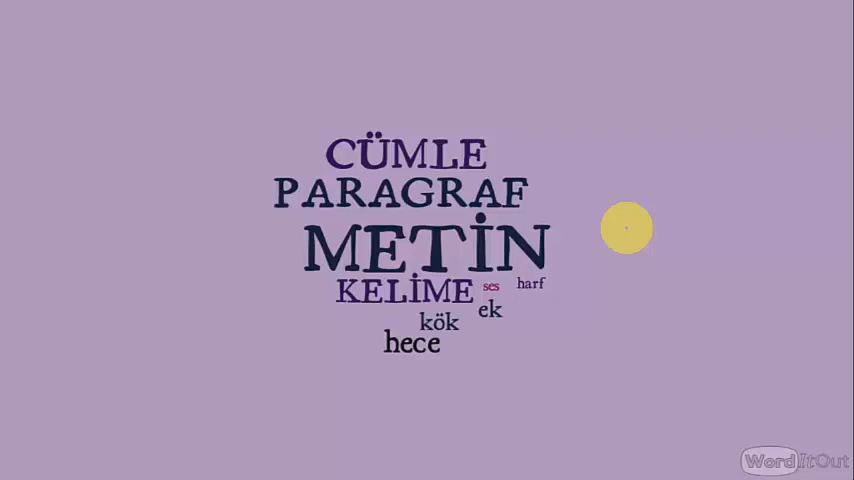 CÜMLE
PARAGRAF
METİN
KELİME ses harf
kök ek
hece
WordItOut